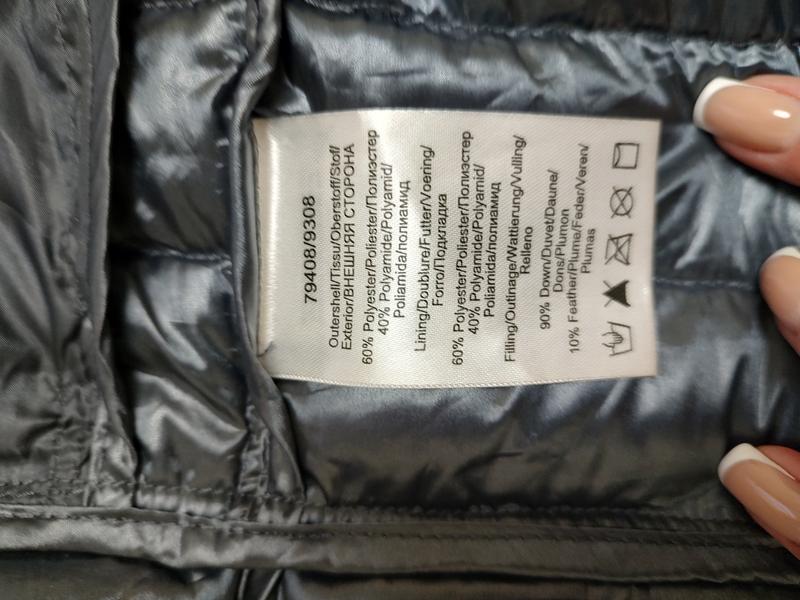 79408/9308
Outershell/Tissu/Oberstoff/Stof/
Exterior/ВНЕШНЯЯ СТОРОНА
60% Polyester/Poliester/Полиэстер
40% Polyamide/Polyamid/
Poliamida/полиамид
Lining/Doublure/Futter/Voering/
Forro/Подкладка
60% Polyester/Poliester/Полиэстер
40% Polyamide/Polyamid/
Poliamida/полиамид
Filling/Outinage/Wattierung/Vulling/
Relleno
90% Down/Duvet/Daune/
Dons/Plumon
10% Feather/Plume/Feder/Veren/
Plumas